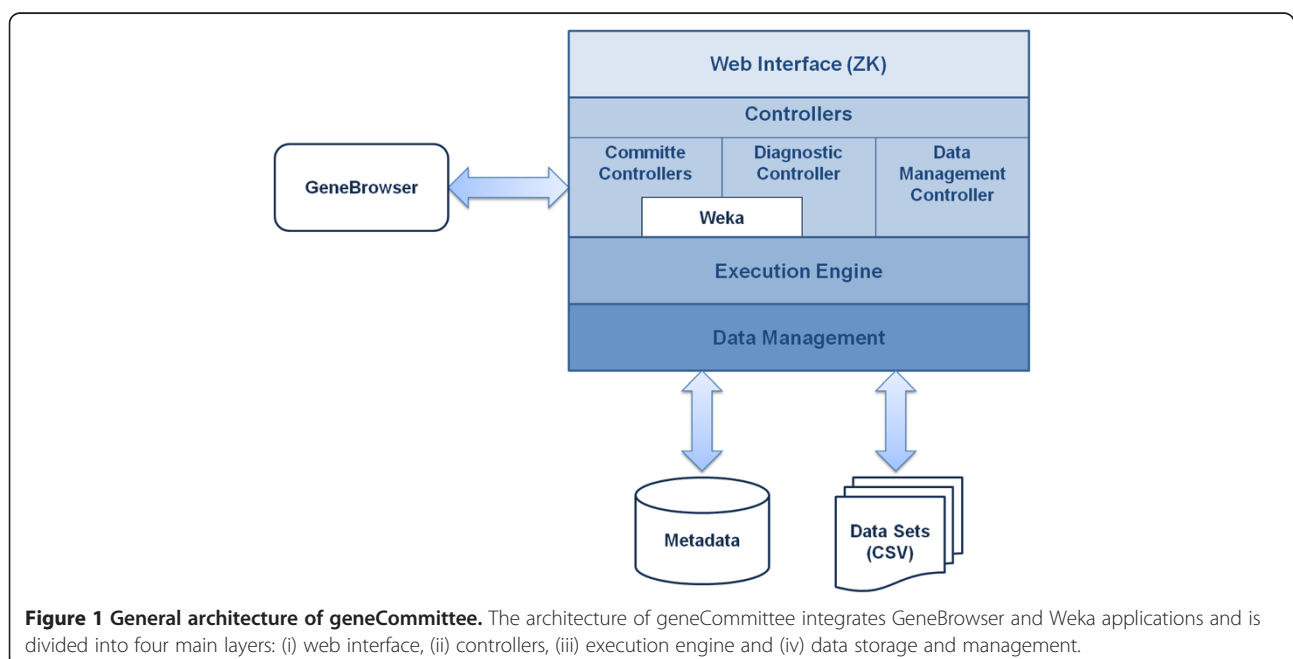 Web Interface (ZK)
Controllers
Committe
Controllers
Diagnostic
Controller
Data
Management
Controller
Weka
GeneBrowser
Execution Engine
Data Management
Metadata
Data Sets
(CSV)
Figure 1 General architecture of geneCommittee. The architecture of geneCommittee integrates GeneBrowser and Weka applications and is
divided into four main layers: (i) web interface, (ii) controllers, (iii) execution engine and (iv) data storage and management.